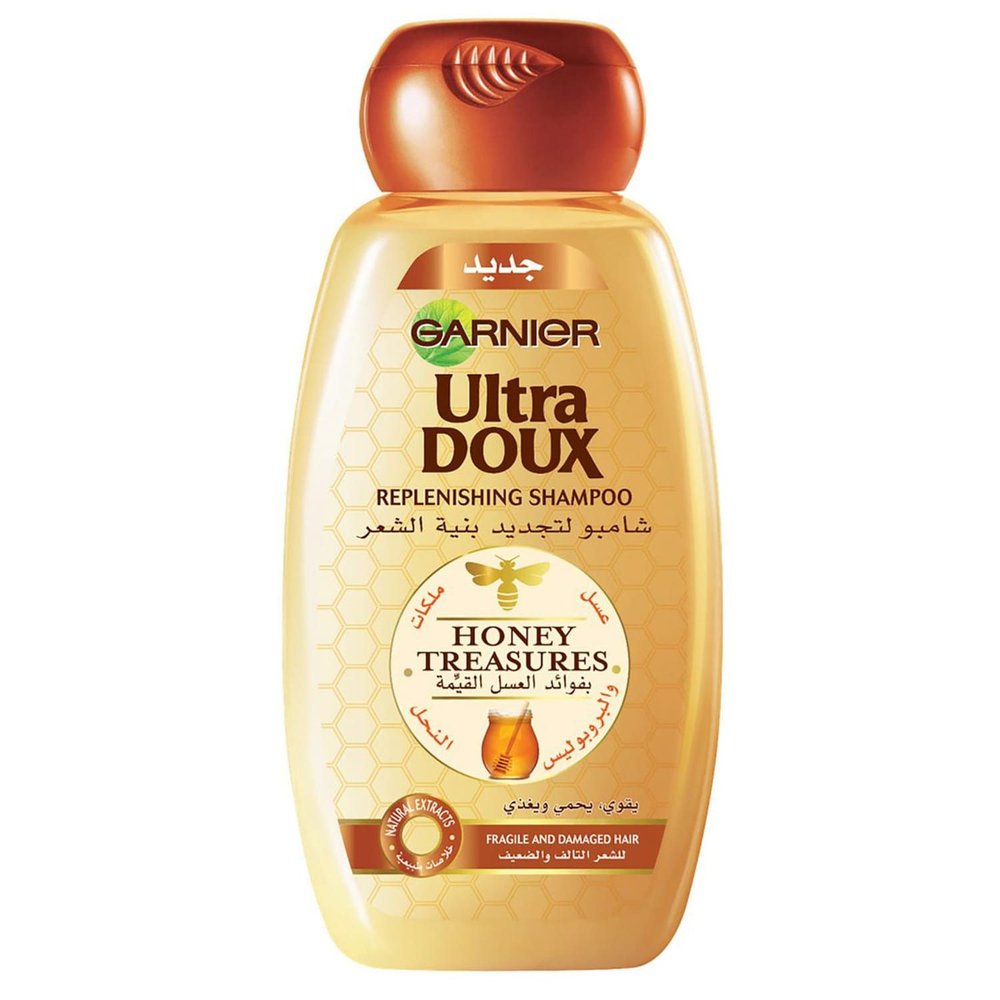 جديد
GARNIER
Ultra
DOUX
REPLENISHING SHAMPOO
شامبو لتجديد بنية الشعر
عسل
ملكات
HONEY
TREASURES
بفوائد العسل القيّمة
والبروبوليس
النحل
يقوي، يحمي ويغذي
NATURAL EXTRACTS
خلاصات طبيعية
FRAGILE AND DAMAGED HAIR
للشعر التالف والضعيف